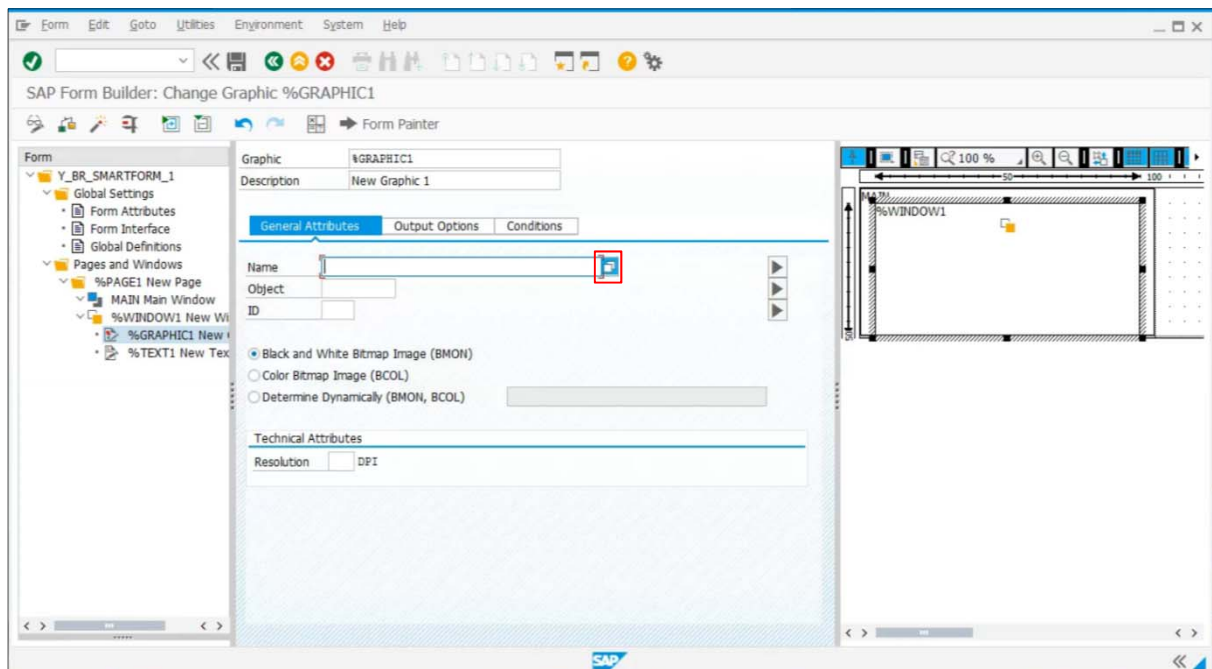 Form Edit Goto Utilities Environment System Help
SAP Form Builder: Change Graphic %GRAPHIC1
Form Painter
Form
Y_BR_SMARTFORM_1
Global Settings
Form Attributes
Form Interface
Global Definitions
Pages and Windows
%PAGE1 New Page
MAIN Main Window
%WINDOW1 New Wi
%GRAPHIC1 New
%TEXT1 New Tex
Graphic %GRAPHIC1
Description New Graphic 1
General Attributes Output Options Conditions
Name
Object
ID
Black and White Bitmap Image (BMON)
Color Bitmap Image (BCOL)
Determine Dynamically (BMON, BCOL)
Technical Attributes
Resolution DPI
100 %
50 100
MAIN
%WINDOW1
SAP